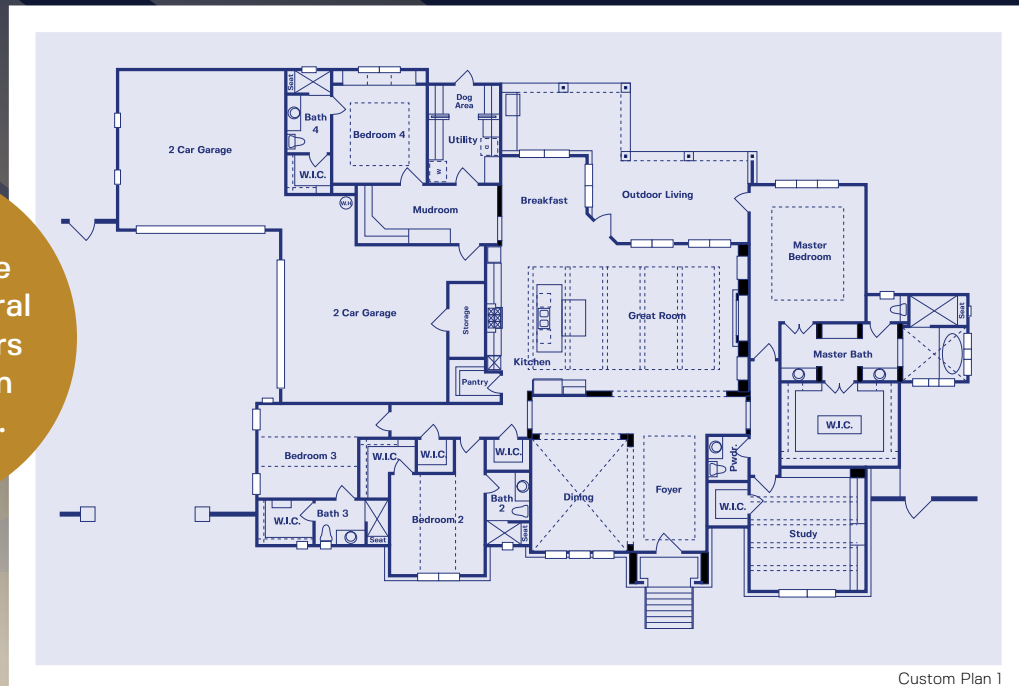 e
ral
rs
n
.
2 Car Garage
Seat
Bath
4
W.I.C.
Bedroom 4
Dog
Area
Utility
D
W
W.H.
Mudroom
Breakfast
Outdoor Living
Master
Bedroom
2 Car Garage
Storage
Great Room
Kitchen
Pantry
Seat
Master Bath
W.I.C.
Bedroom 3
W.I.C.
W.I.C.
W.I.C.
W.I.C.
Bath 3
Seat
Bedroom 2
Bath
2
Seat
Dining
Foyer
Pwdr.
W.I.C.
Study
Custom Plan 1